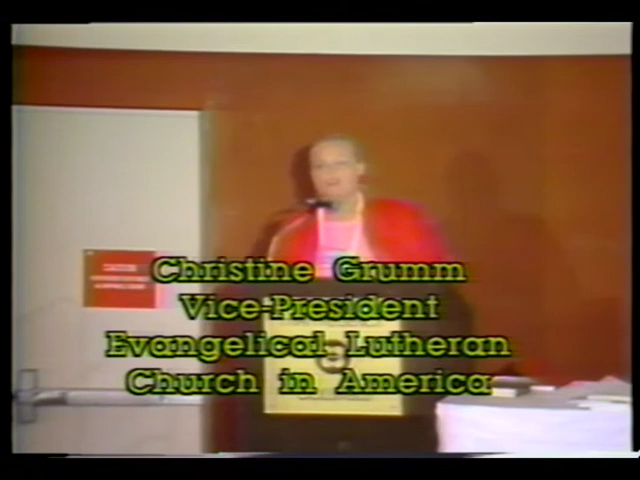 Christine Grumm
Vice-President
Evangelical Lutheran
Church in America